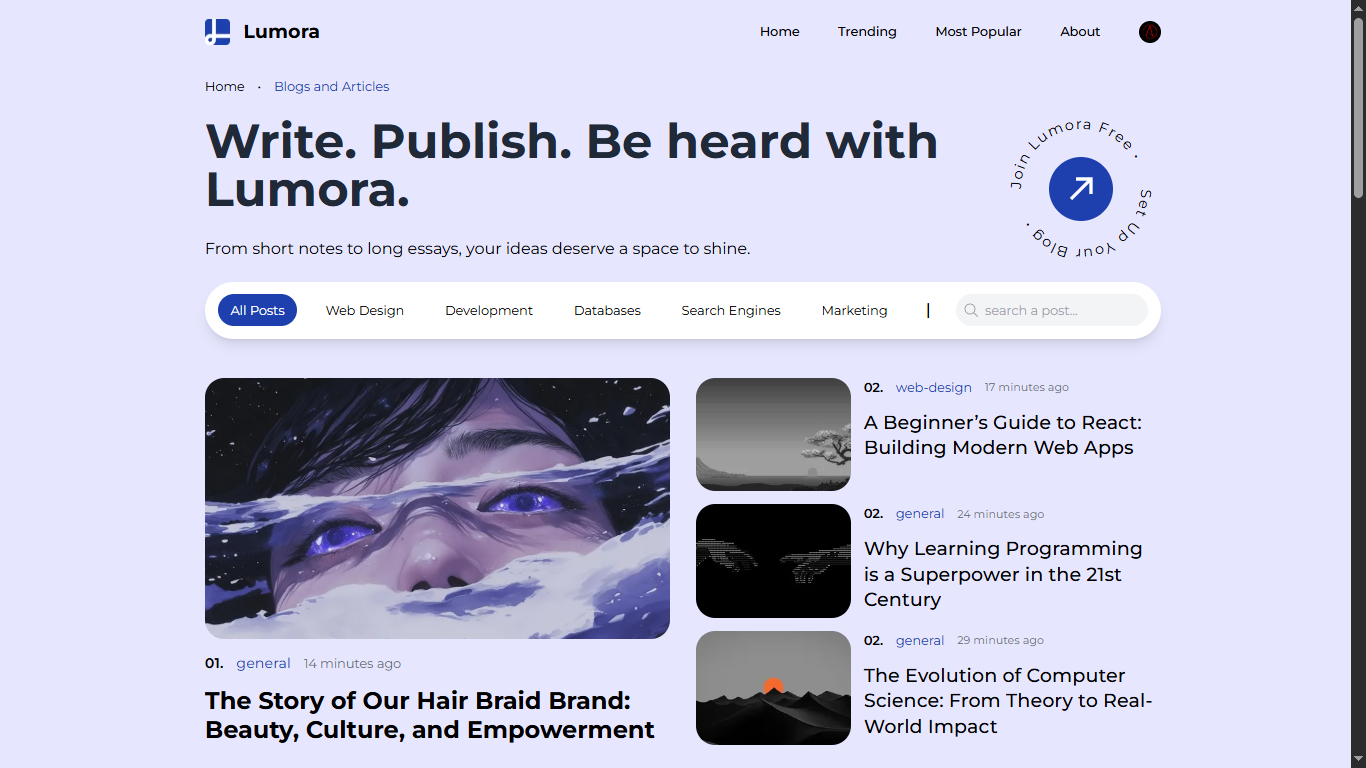 Lumora
Home Trending Most Popular About
Home • Blogs and Articles
Write. Publish. Be heard with
Lumora.
Join Lumora Free • Set Up Your Blog •
From short notes to long essays, your ideas deserve a space to shine.
All Posts Web Design Development Databases Search Engines Marketing | search a post...
01. general 14 minutes ago
The Story of Our Hair Braid Brand:
Beauty, Culture, and Empowerment
02. web-design 17 minutes ago
A Beginner’s Guide to React:
Building Modern Web Apps
02. general 24 minutes ago
Why Learning Programming
is a Superpower in the 21st
Century
02. general 29 minutes ago
The Evolution of Computer
Science: From Theory to Real-
World Impact